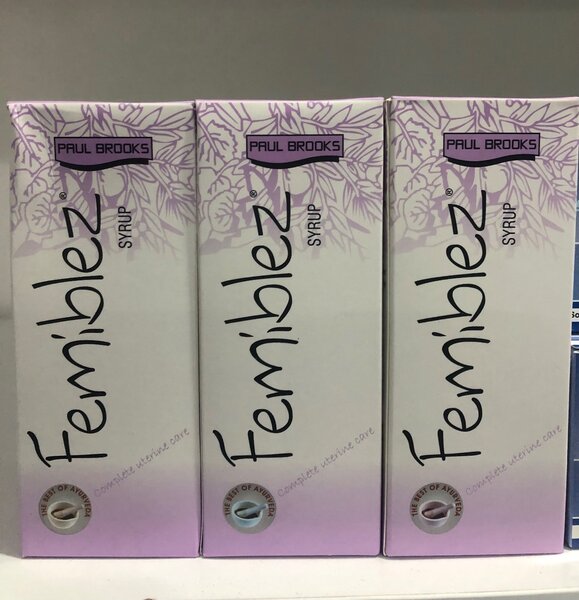 PAUL BROOKS
Femiblez®
SYRUP
Complete uterine care
THE BEST OF AYURVEDA
PAUL BROOKS
Femiblez®
SYRUP
Complete uterine care
THE BEST OF AYURVEDA
PAUL BROOKS
Femiblez®
SYRUP
Complete uterine care
THE BEST OF AYURVEDA